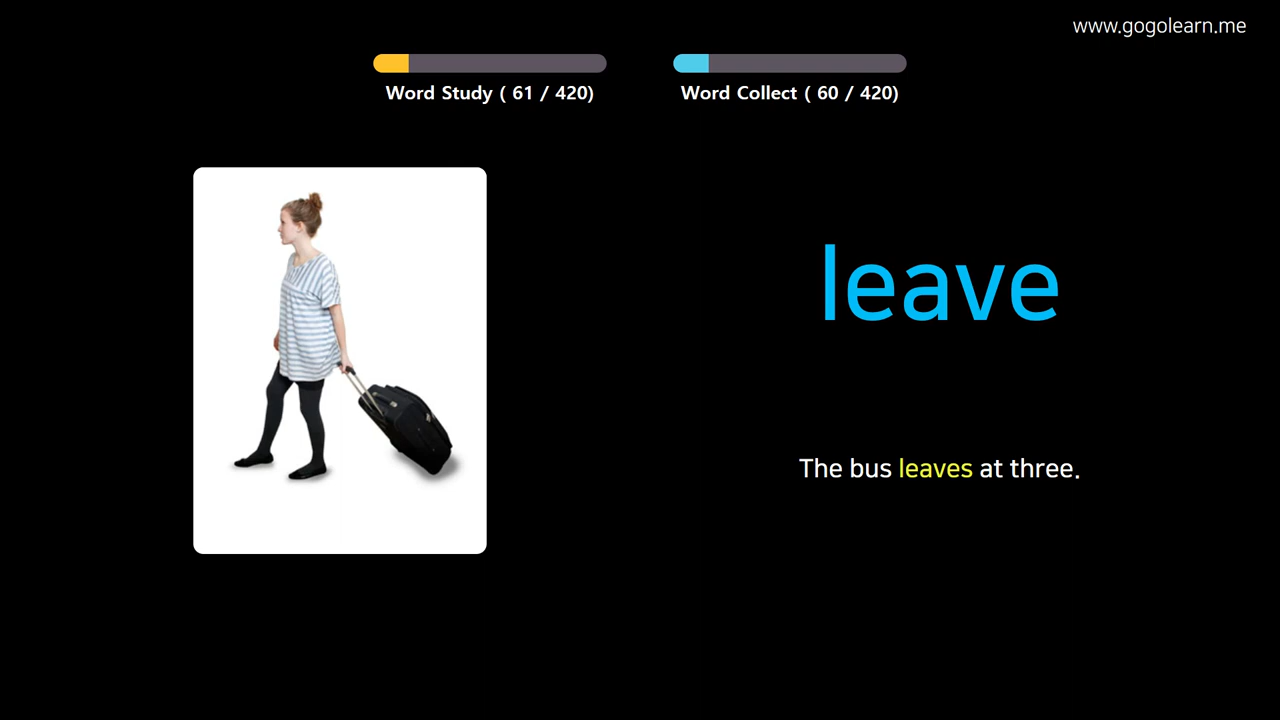 www.gogolearn.me
Word Study ( 61 / 420)
Word Collect ( 60 / 420)
leave
The bus leaves at three.